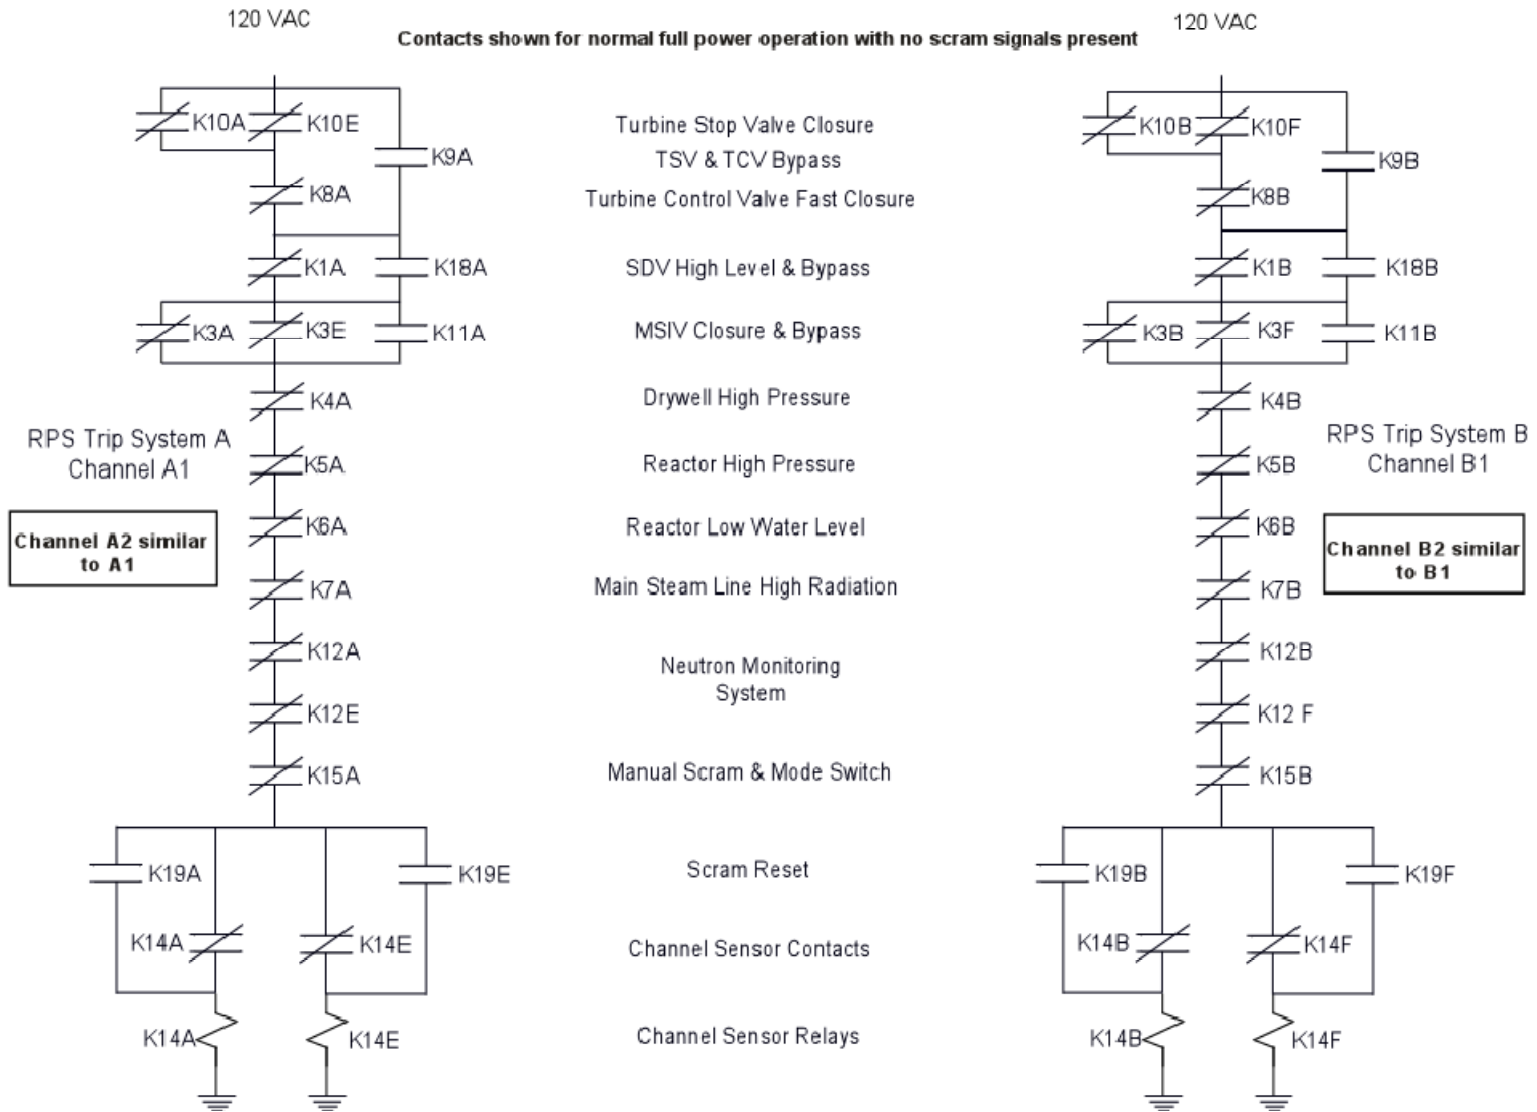 120 VAC
Contacts shown for normal full power operation with no scram signals present
120 VAC
K10A
K10E
Turbine Stop Valve Closure
K10B
K10F
K9A
TSV & TCV Bypass
K9B
K8A
Turbine Control Valve Fast Closure
K8B
K1A
K18A
SDV High Level & Bypass
K1B
K18B
K3A
K3E
K11A
MSIV Closure & Bypass
K3B
K3F
K11B
K4A
Drywell High Pressure
K4B
RPS Trip System A
Channel A1
RPS Trip System B
Channel B1
K5A
Reactor High Pressure
K5B
K6A
Reactor Low Water Level
K6B
Channel A2 similar
to A1
Channel B2 similar
to B1
K7A
Main Steam Line High Radiation
K7B
K12A
Neutron Monitoring
System
K12B
K12E
K12 F
K15A
Manual Scram & Mode Switch
K15B
K19A
K19E
Scram Reset
K19B
K19F
K14A
K14E
Channel Sensor Contacts
K14B
K14F
K14A
K14E
Channel Sensor Relays
K14B
K14F